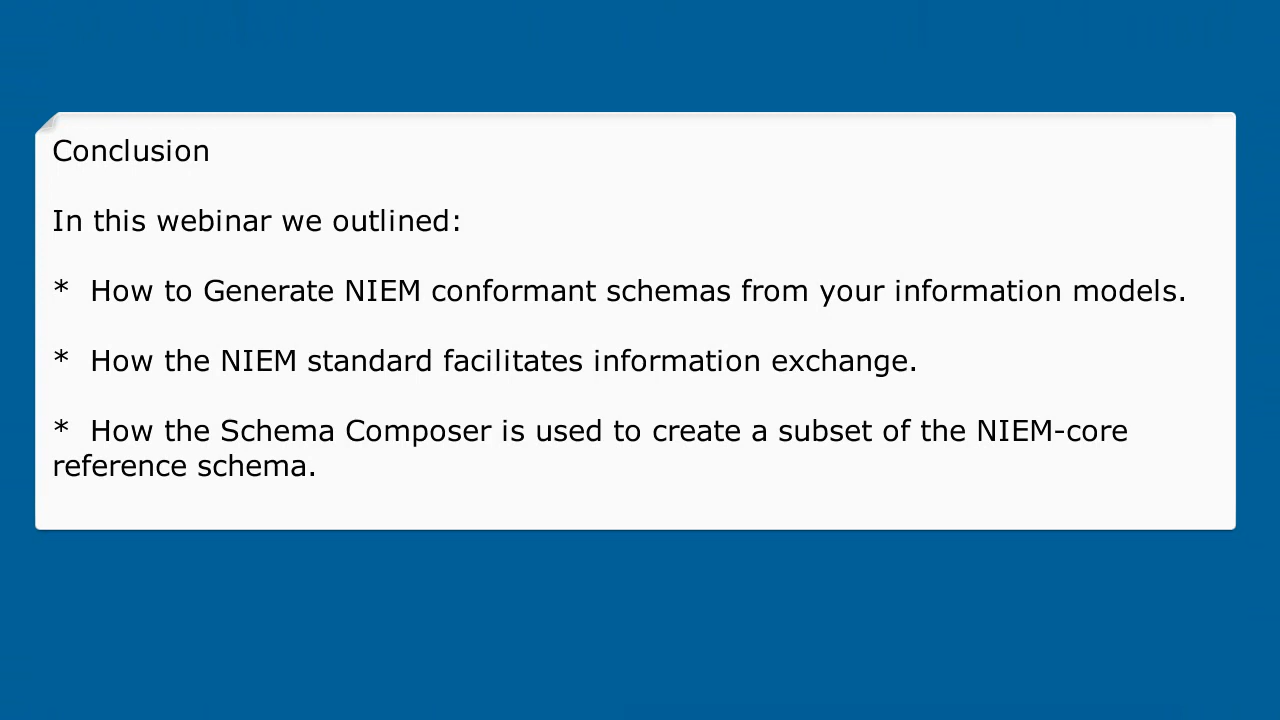 Conclusion
In this webinar we outlined:
* How to Generate NIEM conformant schemas from your information models.
* How the NIEM standard facilitates information exchange.
* How the Schema Composer is used to create a subset of the NIEM-core
reference schema.